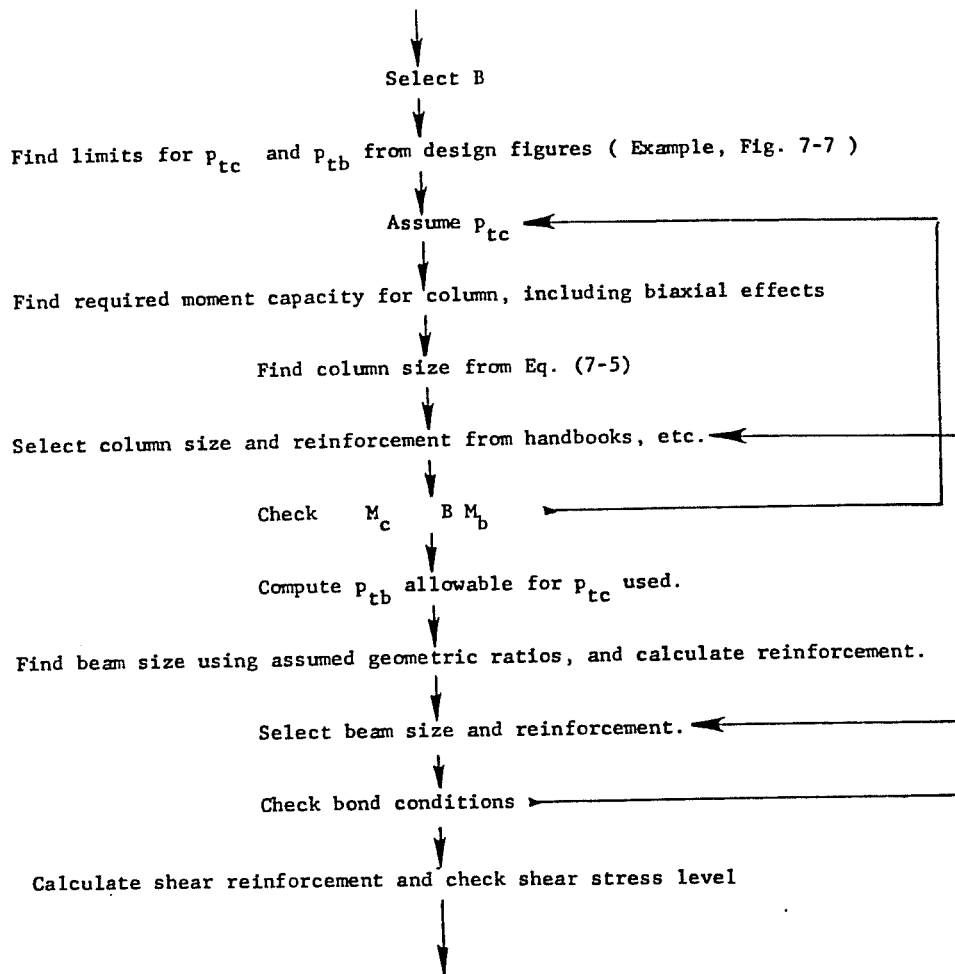 Select B
Find limits for p_tc and p_tb from design figures ( Example, Fig. 7-7 )
Assume p_tc
Find required moment capacity for column, including biaxial effects
Find column size from Eq. (7-5)
Select column size and reinforcement from handbooks, etc.
Check M_c B M_b
Compute p_tb allowable for p_tc used.
Find beam size using assumed geometric ratios, and calculate reinforcement.
Select beam size and reinforcement.
Check bond conditions
Calculate shear reinforcement and check shear stress level